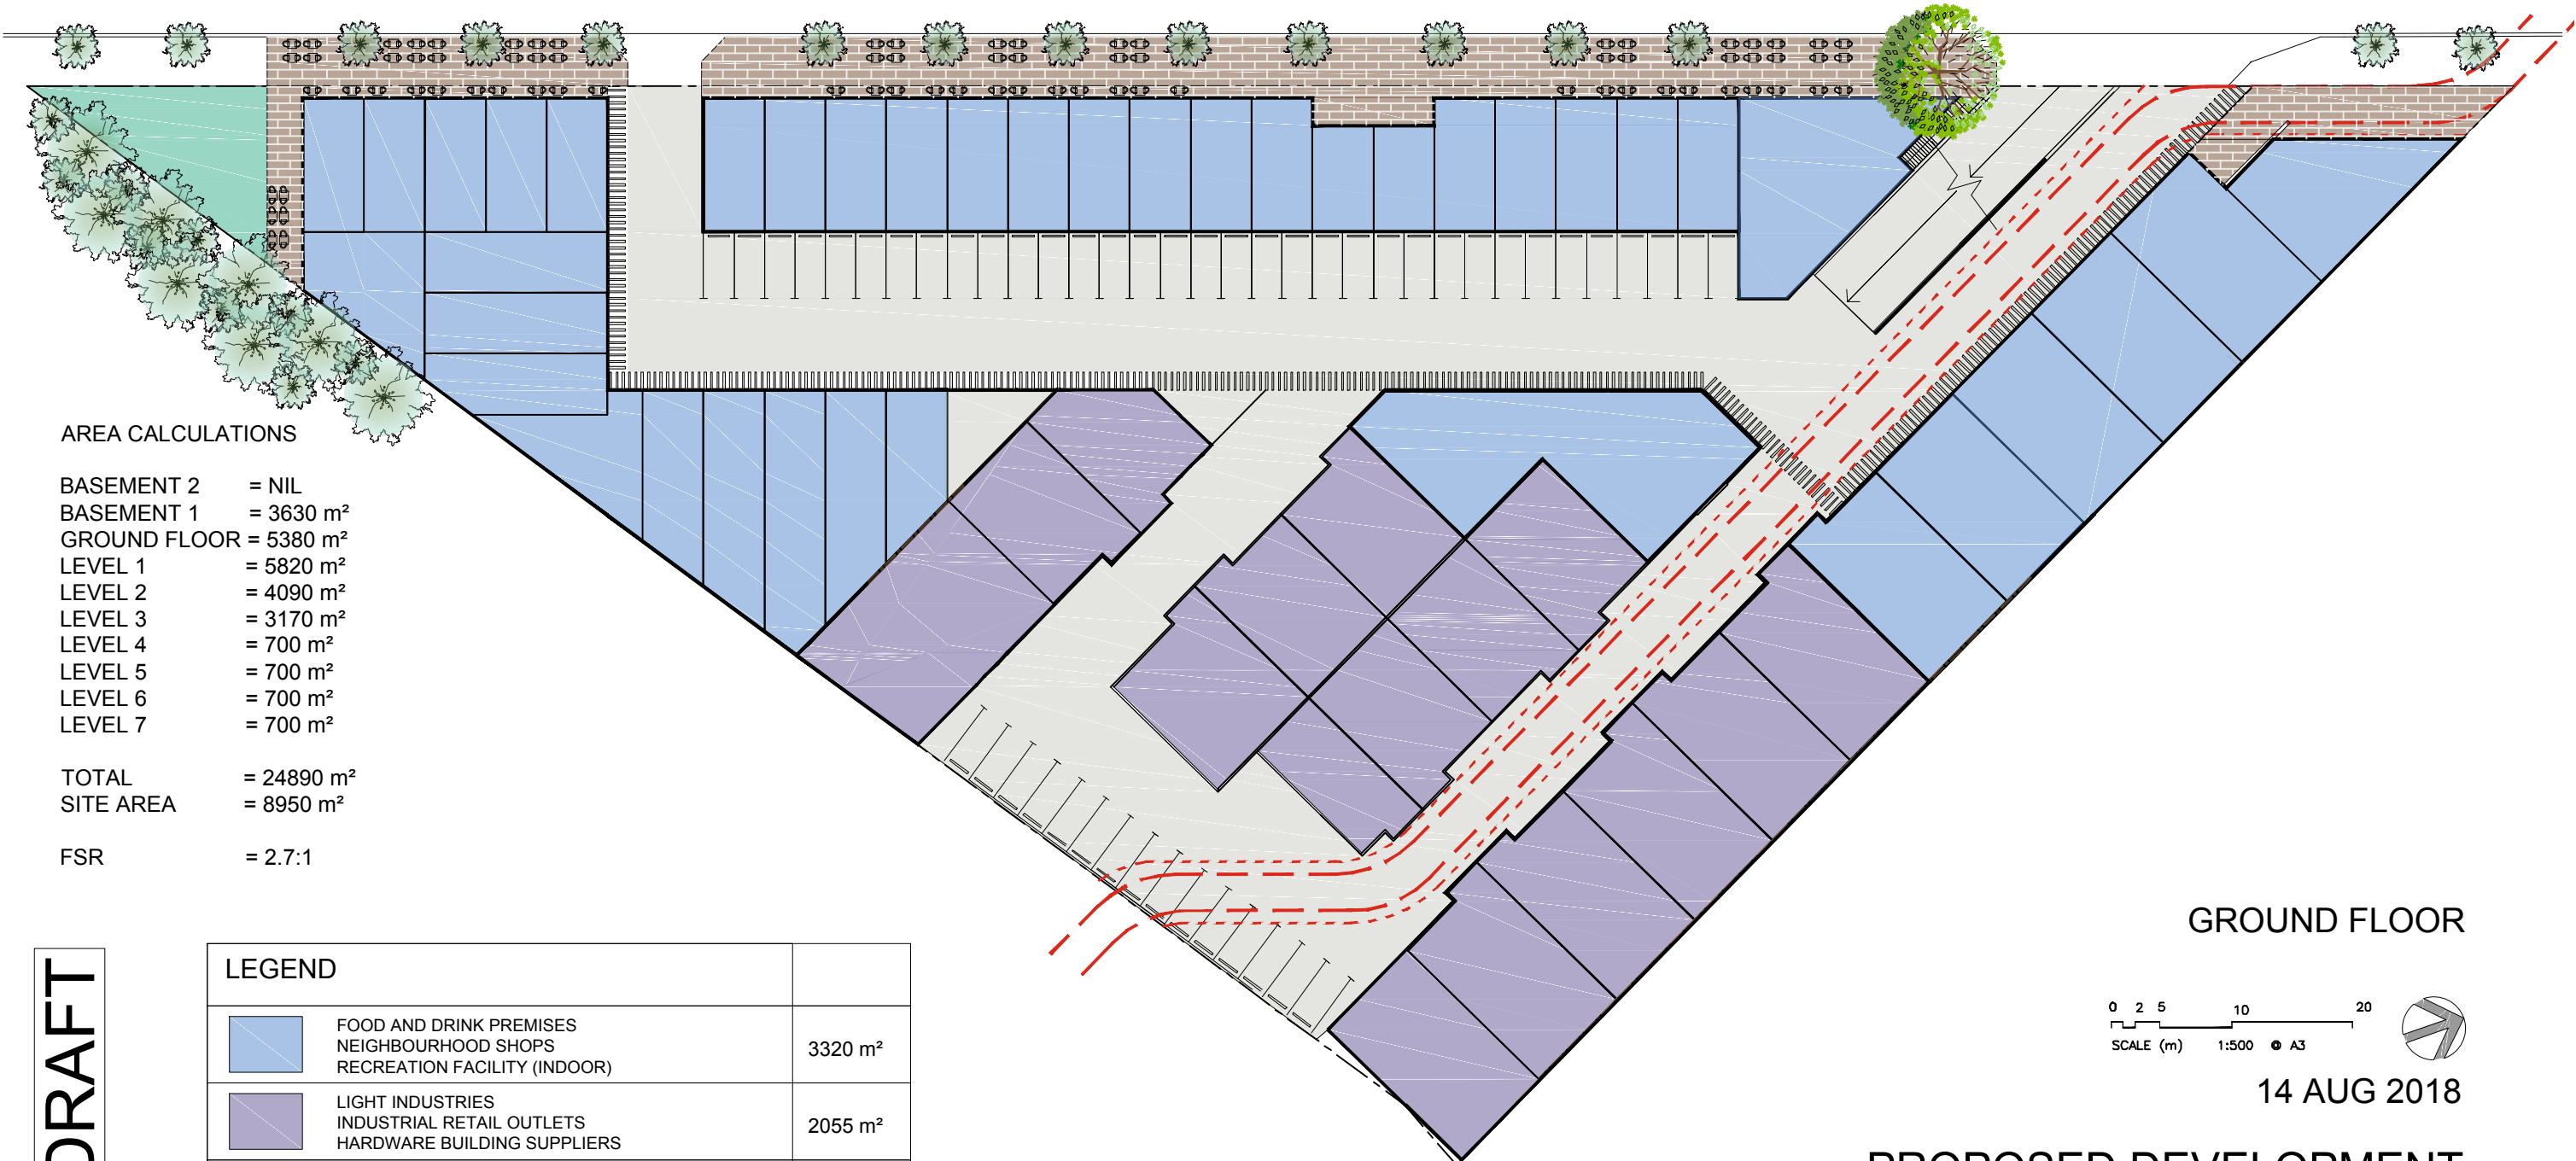 AREA CALCULATIONS
BASEMENT 2 = NIL
BASEMENT 1 = 3630 m²
GROUND FLOOR = 5380 m²
LEVEL 1 = 5820 m²
LEVEL 2 = 4090 m²
LEVEL 3 = 3170 m²
LEVEL 4 = 700 m²
LEVEL 5 = 700 m²
LEVEL 6 = 700 m²
LEVEL 7 = 700 m²
TOTAL = 24890 m²
SITE AREA = 8950 m²
FSR = 2.7:1
DRAFT
LEGEND
FOOD AND DRINK PREMISES
NEIGHBOURHOOD SHOPS
RECREATION FACILITY (INDOOR)
3320 m²
LIGHT INDUSTRIES
INDUSTRIAL RETAIL OUTLETS
HARDWARE BUILDING SUPPLIERS
2055 m²
GROUND FLOOR
0 2 5 10 20
SCALE (m) 1:500 @ A3
14 AUG 2018
PROPOSED DEVELOPMENT